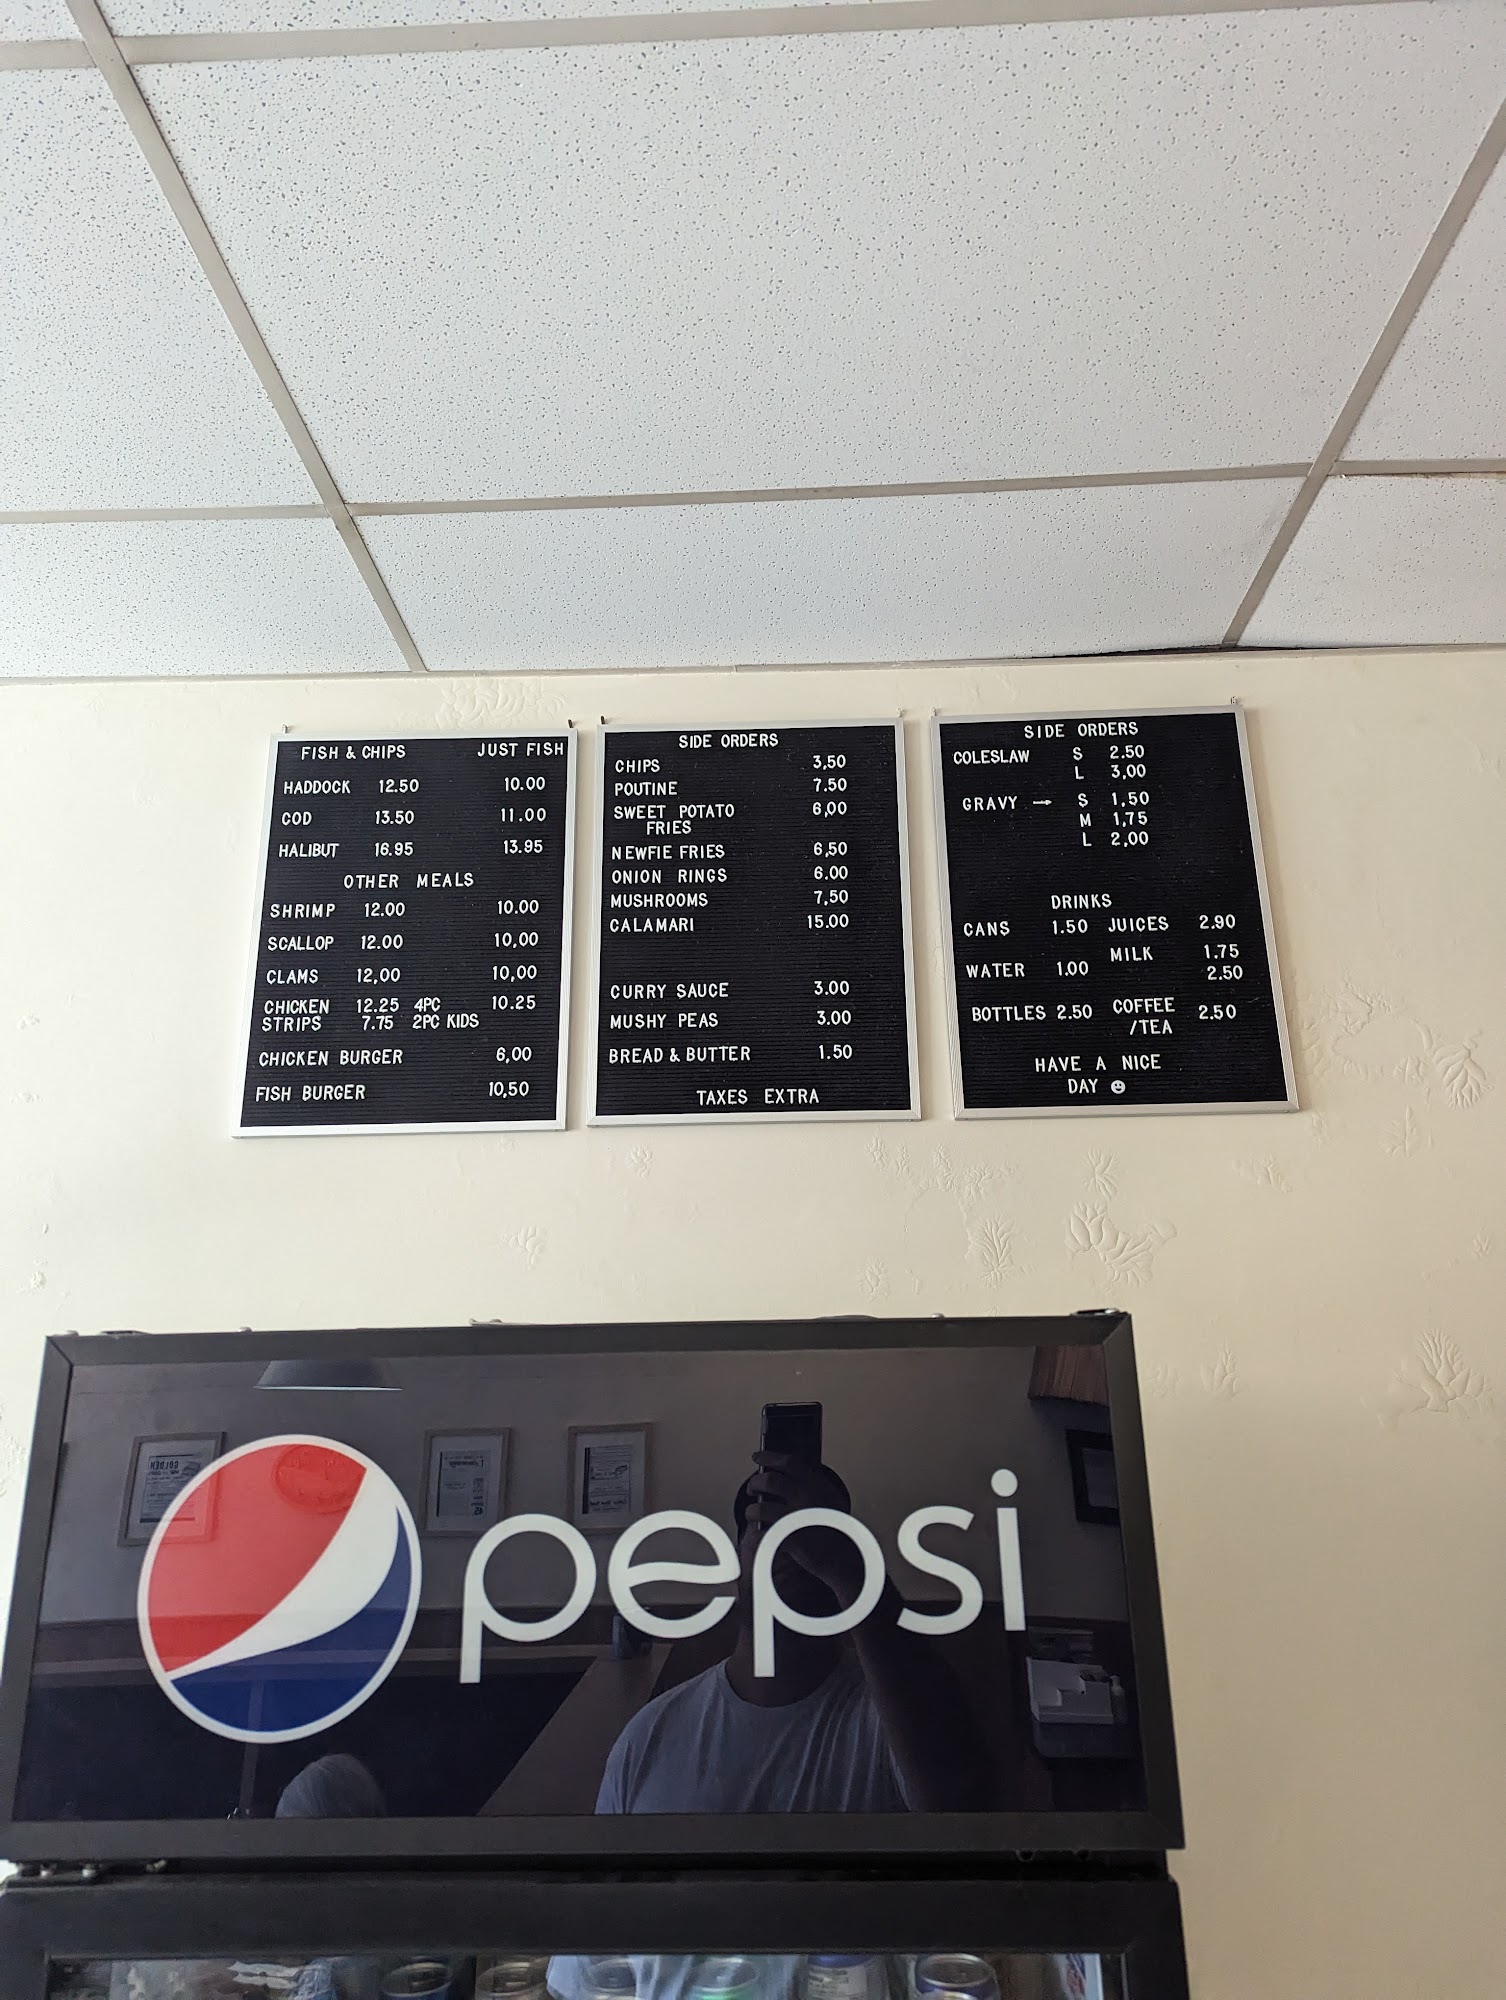 FISH & CHIPS JUST FISH
HADDOCK 12.50 10.00
COD 13.50 11.00
HALIBUT 16.95 13.95
OTHER MEALS
SHRIMP 12.00 10.00
SCALLOP 12.00 10,00
CLAMS 12,00 10,00
CHICKEN 12.25 4PC 10.25
STRIPS 7.75 2PC KIDS
CHICKEN BURGER 6,00
FISH BURGER 10,50
SIDE ORDERS
CHIPS 3,50
POUTINE 7.50
SWEET POTATO 6,00
FRIES
NEWFIE FRIES 6,50
ONION RINGS 6.00
MUSHROOMS 7,50
CALAMARI 15.00
CURRY SAUCE 3.00
MUSHY PEAS 3.00
BREAD & BUTTER 1.50
TAXES EXTRA
SIDE ORDERS
COLESLAW S 2.50
L 3,00
GRAVY → S 1,50
M 1,75
L 2,00
DRINKS
CANS 1.50 JUICES 2.90
MILK 1.75
WATER 1.00 2.50
BOTTLES 2.50 COFFEE 2.50
/TEA
HAVE A NICE
DAY ☻
pepsi